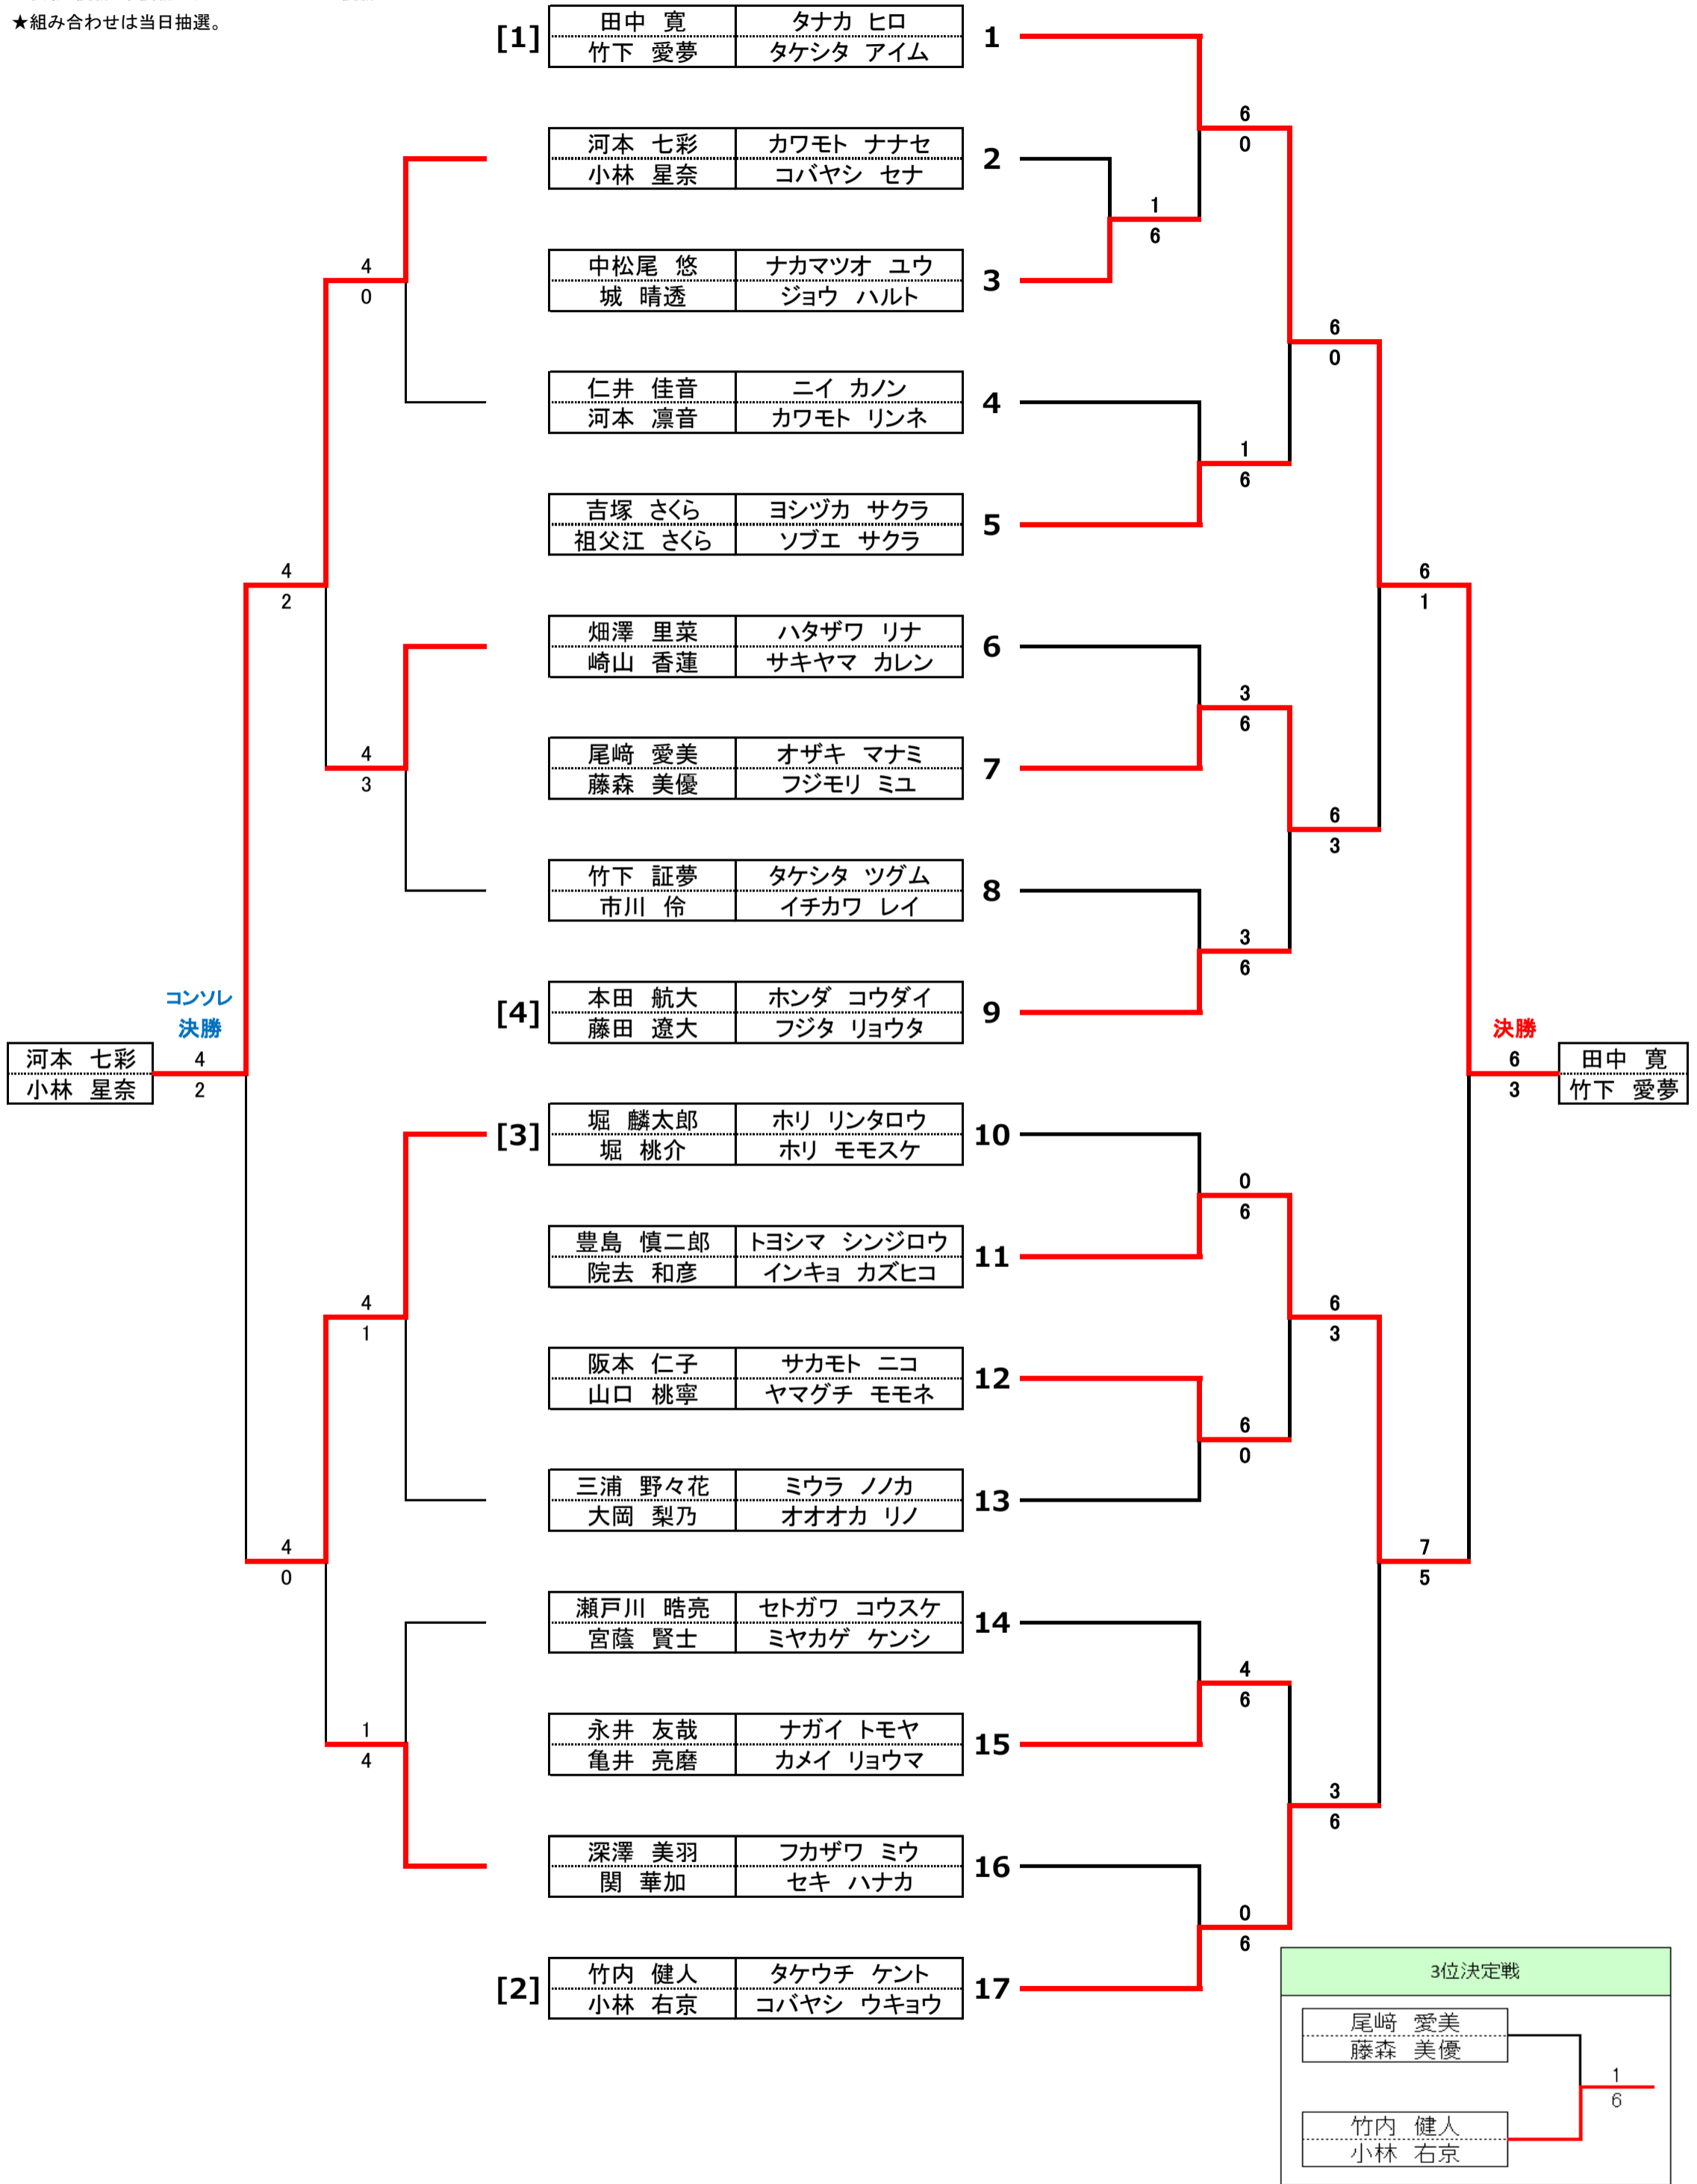 ★組み合わせは当日抽選。
[1] 田中 寛 タナカ ヒロ 1
竹下 愛夢 タケシタ アイム
6
0
河本 七彩 カワモト ナナセ 2
小林 星奈 コバヤシ セナ
1
6
4
0
中松尾 悠 ナカマツオ ユウ 3
城 晴透 ジョウ ハルト
6
0
仁井 佳音 ニイ カノン 4
河本 凛音 カワモト リンネ
1
6
吉塚 さくら ヨシヅカ サクラ 5
祖父江 さくら ソブエ サクラ
4
2
6
1
畑澤 里菜 ハタザワ リナ 6
崎山 香蓮 サキヤマ カレン
3
6
4
3
尾﨑 愛美 オザキ マナミ 7
藤森 美優 フジモリ ミユ
6
3
竹下 証夢 タケシタ ツグム 8
市川 伶 イチカワ レイ
3
6
[4] 本田 航大 ホンダ コウダイ 9
藤田 遼大 フジタ リョウタ
コンソレ
決勝
河本 七彩 4
小林 星奈 2
決勝
6 田中 寛
3 竹下 愛夢
[3] 堀 麟太郎 ホリ リンタロウ 10
堀 桃介 ホリ モモスケ
0
6
豊島 慎二郎 トヨシマ シンジロウ 11
院去 和彦 インキョ カズヒコ
4
1
6
3
阪本 仁子 サカモト ニコ 12
山口 桃寧 ヤマグチ モモネ
6
0
三浦 野々花 ミウラ ノノカ 13
大岡 梨乃 オオオカ リノ
4
0
7
5
瀬戸川 晧亮 セトガワ コウスケ 14
宮蔭 賢士 ミヤカゲ ケンシ
4
6
1
4
永井 友哉 ナガイ トモヤ 15
亀井 亮磨 カメイ リョウマ
3
6
深澤 美羽 フカザワ ミウ 16
関 華加 セキ ハナカ
0
6
[2] 竹内 健人 タケウチ ケント 17
小林 右京 コバヤシ ウキョウ
3位決定戦
尾﨑 愛美
藤森 美優
1
6
竹内 健人
小林 右京